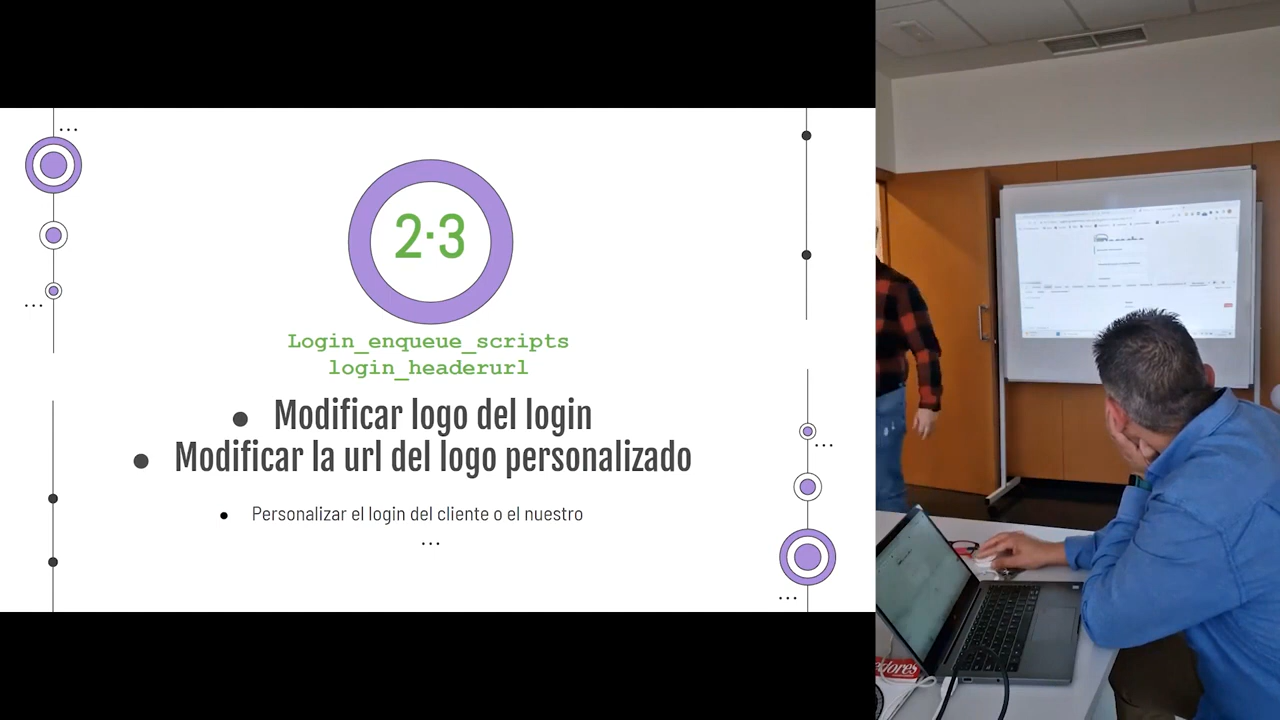 2·3
Login_enqueue_scripts
login_headerurl
● Modificar logo del login
● Modificar la url del logo personalizado
● Personalizar el login del cliente o el nuestro
...
edores